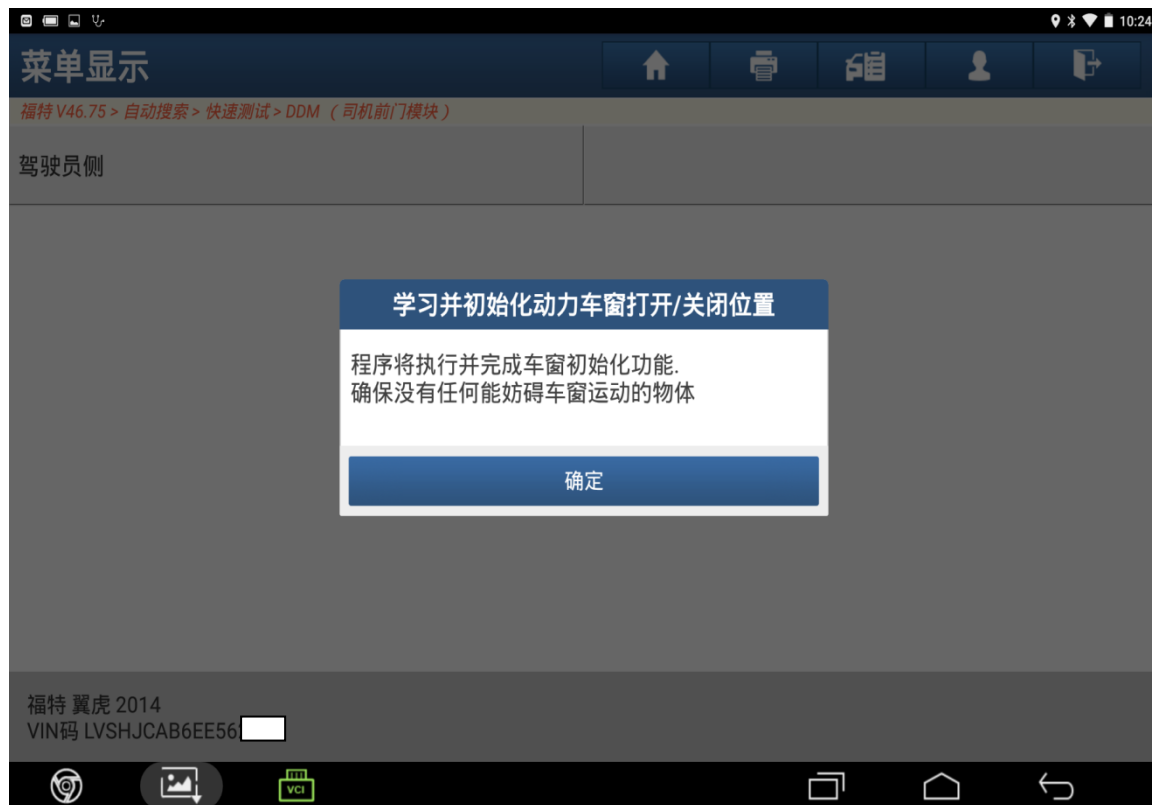 10:24
菜单显示
福特 V46.75 > 自动搜索 > 快速测试 > DDM （司机前门模块）
驾驶员侧
学习并初始化动力车窗打开/关闭位置
程序将执行并完成车窗初始化功能.
确保没有任何能妨碍车窗运动的物体
确定
福特 翼虎 2014
VIN码 LVSHJCAB6EE56
VCI